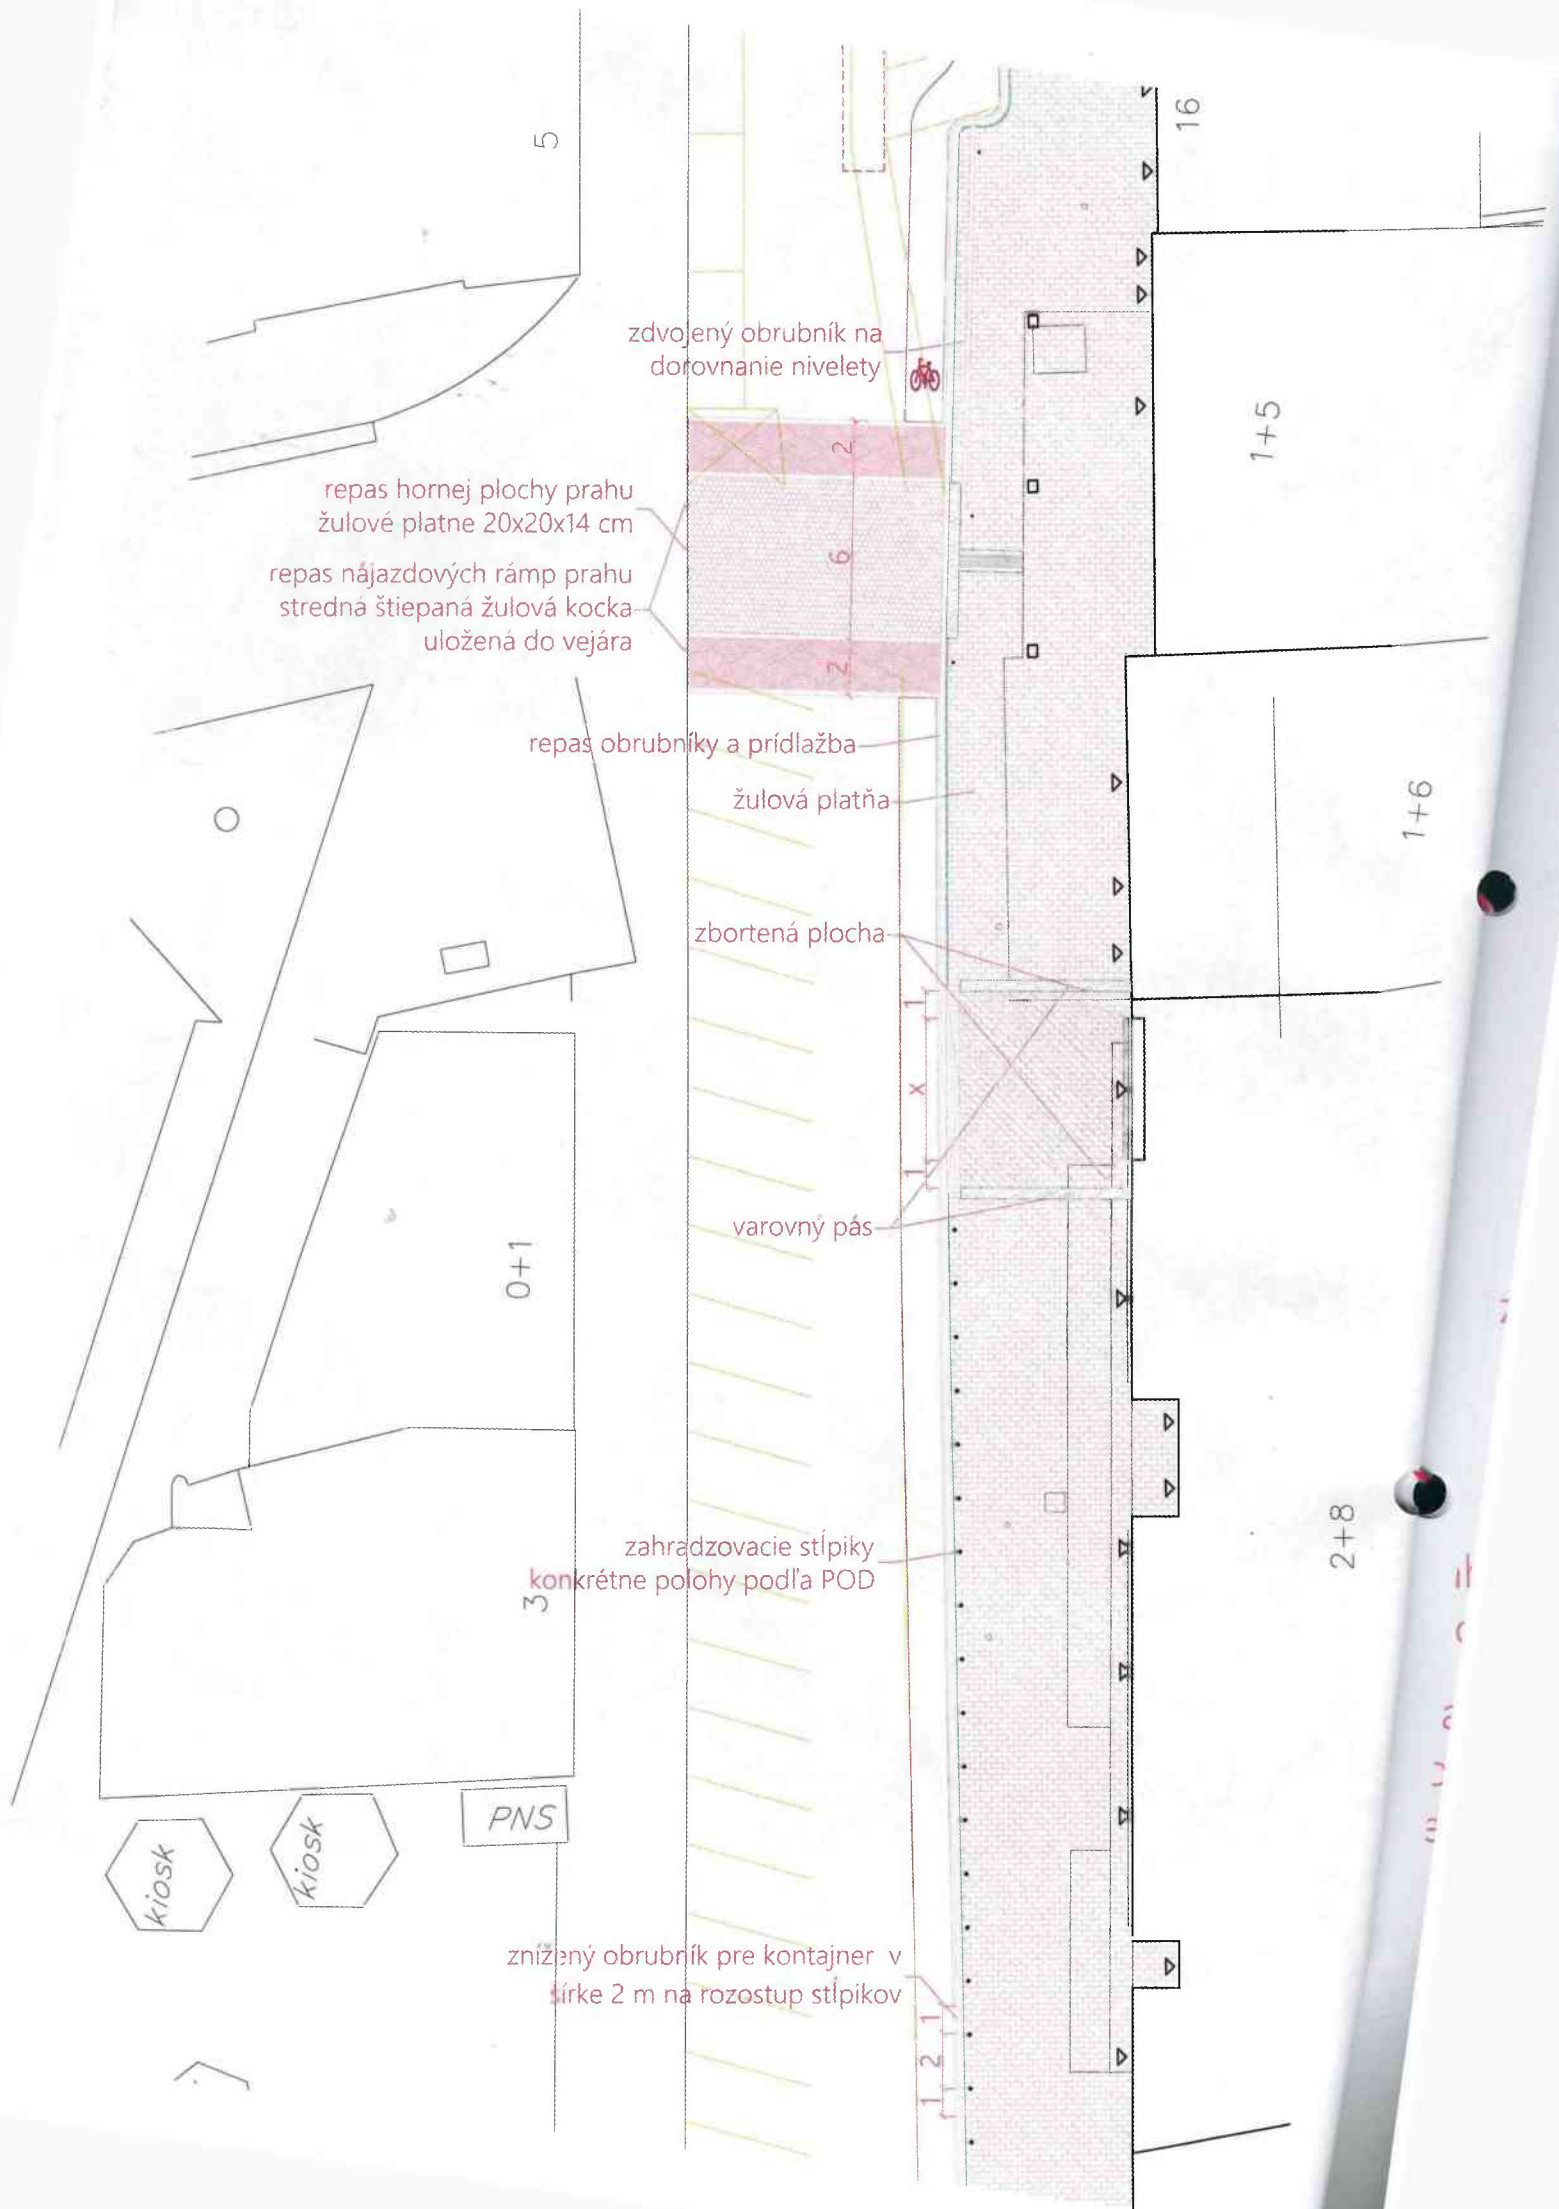 16
5
zdvojený obrubník na
dorovnanie nivelety
1+5
2
repas hornej plochy prahu
žulové platne 20x20x14 cm
6
repas nájazdových rámp prahu
stredná štiepaná žulová kocka
uložená do vejára
2
repas obrubníky a prídlažba
žulová platňa
1+6
zbortená plocha
1
x
1
varovný pás
0+1
2+8
zahradzovacie stĺpiky
konkrétne polohy podľa POD
3
PNS
kiosk
kiosk
znížený obrubník pre kontajner v
šírke 2 m na rozostup stĺpikov
1
2
1